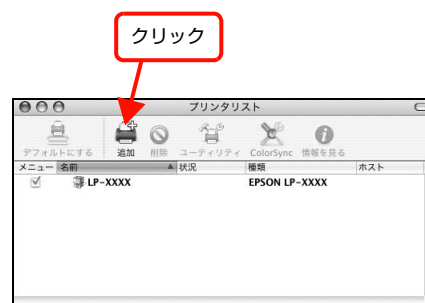 クリック
プリンタリスト
デフォルトにする 追加 削除 ユーティリティ ColorSync 情報を見る
メニュー 名前 状況 種類 ホスト
LP-XXXX EPSON LP-XXXX